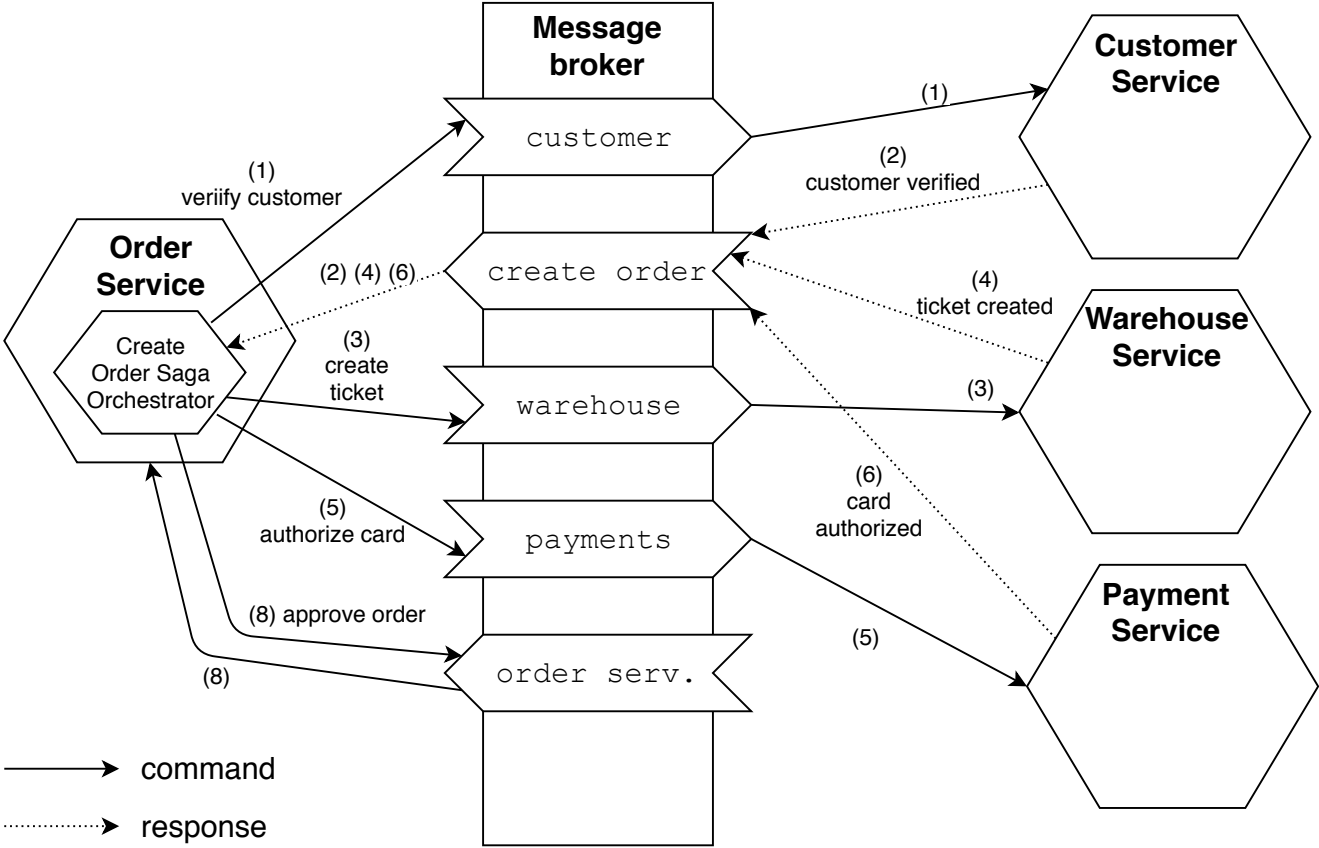 Message
broker
Customer
Service
customer
(1)
(1)
veriify customer
(2)
customer verified
Order
Service
create order
(2) (4) (6)
(4)
ticket created
Create
Order Saga
Orchestrator
(3)
create
ticket
Warehouse
Service
warehouse
(3)
(5)
authorize card
payments
(6)
card
authorized
Payment
Service
(5)
(8) approve order
order serv.
(8)
command
response